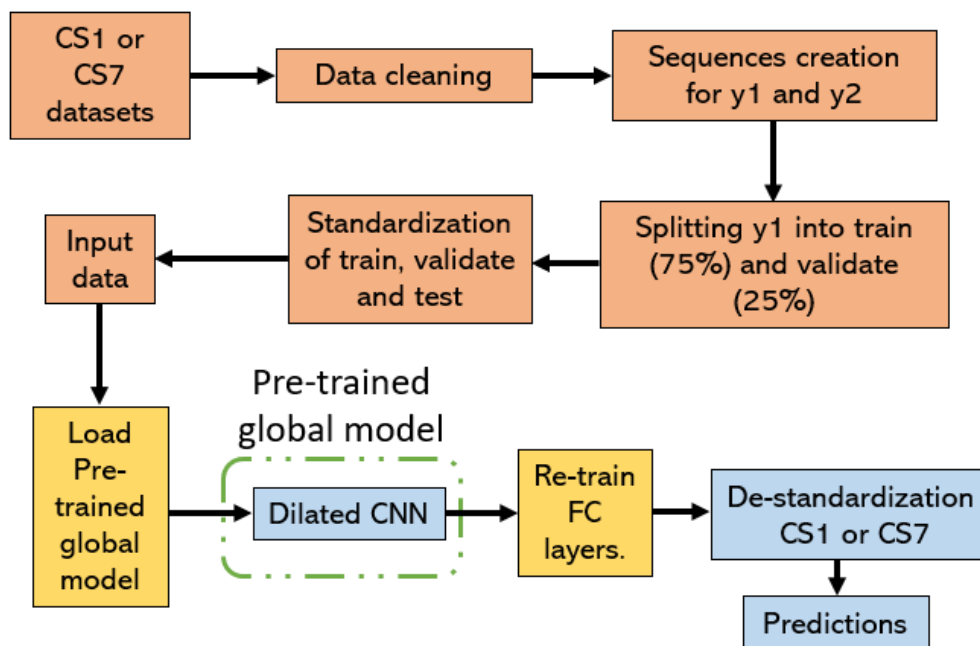 CS1 or
CS7
datasets
Data cleaning
Sequences creation
for y1 and y2
Splitting y1 into train
(75%) and validate
(25%)
Standardization
of train, validate
and test
Input
data
Load
Pre-
trained
global
model
Pre-trained
global model
Dilated CNN
Re-train
FC
layers.
De-standardization
CS1 or CS7
Predictions